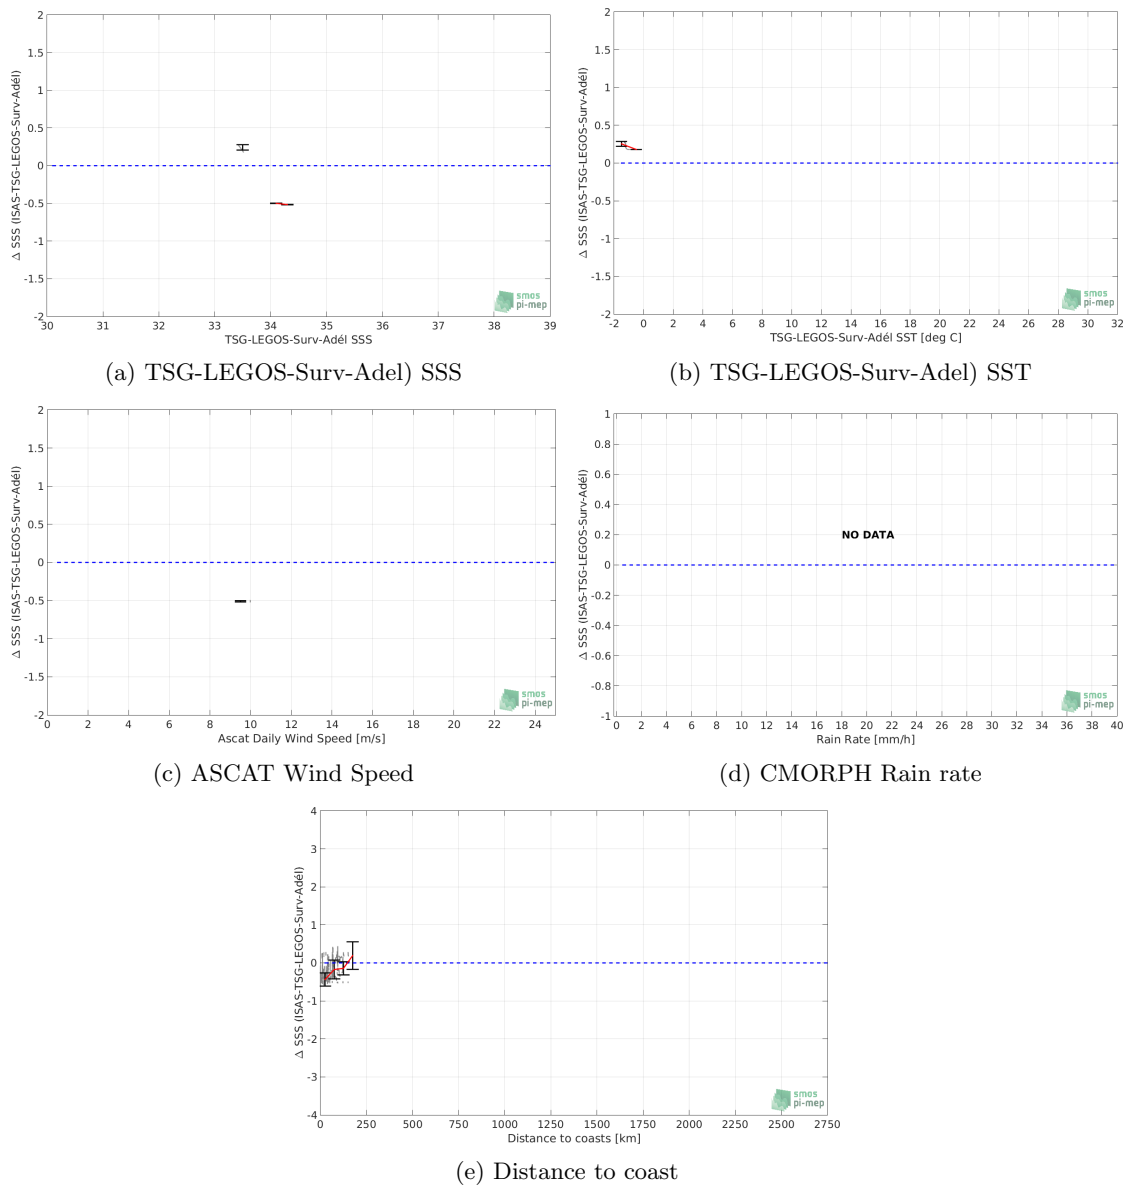 2
1.5
1
0.5
0
-0.5
-1
-1.5
-2
Δ SSS (ISAS-TSG-LEGOS-Surv-Adél)
30 31 32 33 34 35 36 37 38 39
TSG-LEGOS-Surv-Adél SSS
smos
pi-mep
(a) TSG-LEGOS-Surv-Adel) SSS
2
1.5
1
0.5
0
-0.5
-1
-1.5
-2
Δ SSS (ISAS-TSG-LEGOS-Surv-Adél)
-2 0 2 4 6 8 10 12 14 16 18 20 22 24 26 28 30 32
TSG-LEGOS-Surv-Adél SST [deg C]
smos
pi-mep
(b) TSG-LEGOS-Surv-Adel) SST
2
1.5
1
0.5
0
-0.5
-1
-1.5
-2
Δ SSS (ISAS-TSG-LEGOS-Surv-Adél)
0 2 4 6 8 10 12 14 16 18 20 22 24
Ascat Daily Wind Speed [m/s]
smos
pi-mep
(c) ASCAT Wind Speed
1
0.8
0.6
0.4
0.2
0
-0.2
-0.4
-0.6
-0.8
-1
Δ SSS (ISAS-TSG-LEGOS-Surv-Adél)
NO DATA
0 2 4 6 8 10 12 14 16 18 20 22 24 26 28 30 32 34 36 38 40
Rain Rate [mm/h]
smos
pi-mep
(d) CMORPH Rain rate
4
3
2
1
0
-1
-2
-3
-4
Δ SSS (ISAS-TSG-LEGOS-Surv-Adél)
0 250 500 750 1000 1250 1500 1750 2000 2250 2500 2750
Distance to coasts [km]
smos
pi-mep
(e) Distance to coast